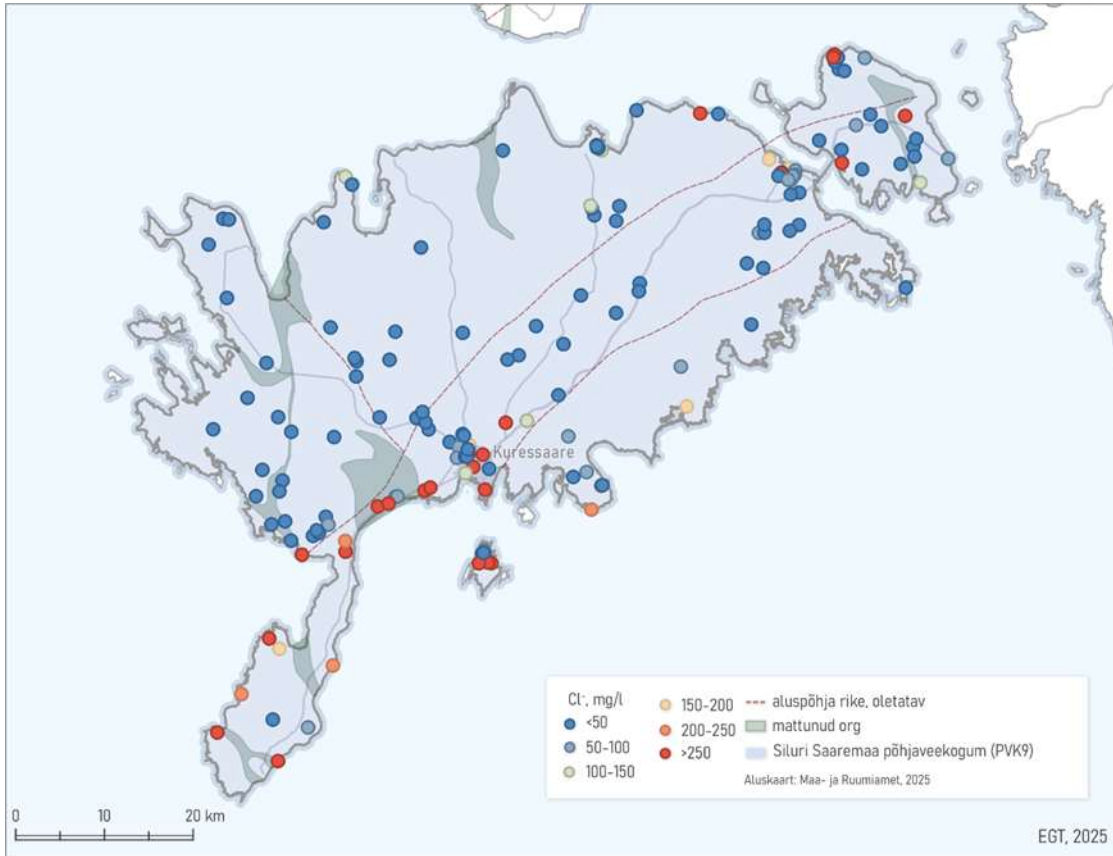 Kuressaare
Cl⁻, mg/l
<50
50-100
100-150
150-200
200-250
>250
aluspõhja rike, oletatav
mattunud org
Siluri Saaremaa põhjaveekogum (PVK9)
Aluskaart: Maa- ja Ruumiamet, 2025
0 10 20 km
EGT, 2025